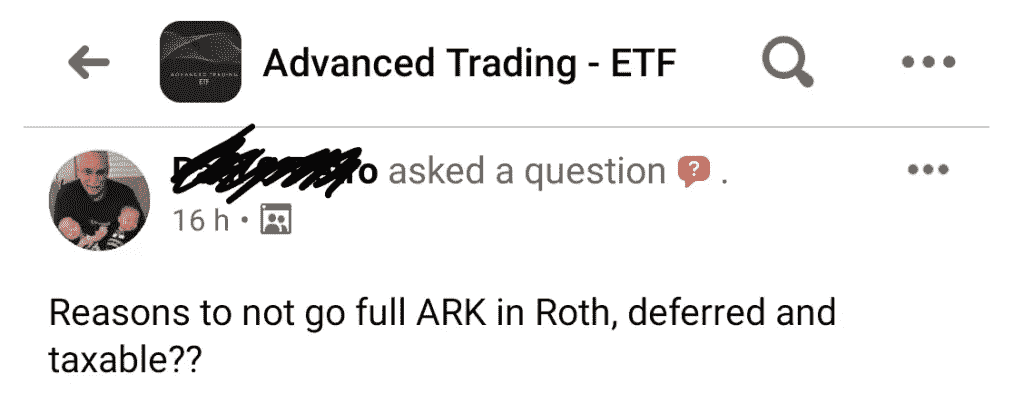 Advanced Trading - ETF
ADVANCED TRADING
ETF
asked a question ? .
16 h •
Reasons to not go full ARK in Roth, deferred and
taxable??